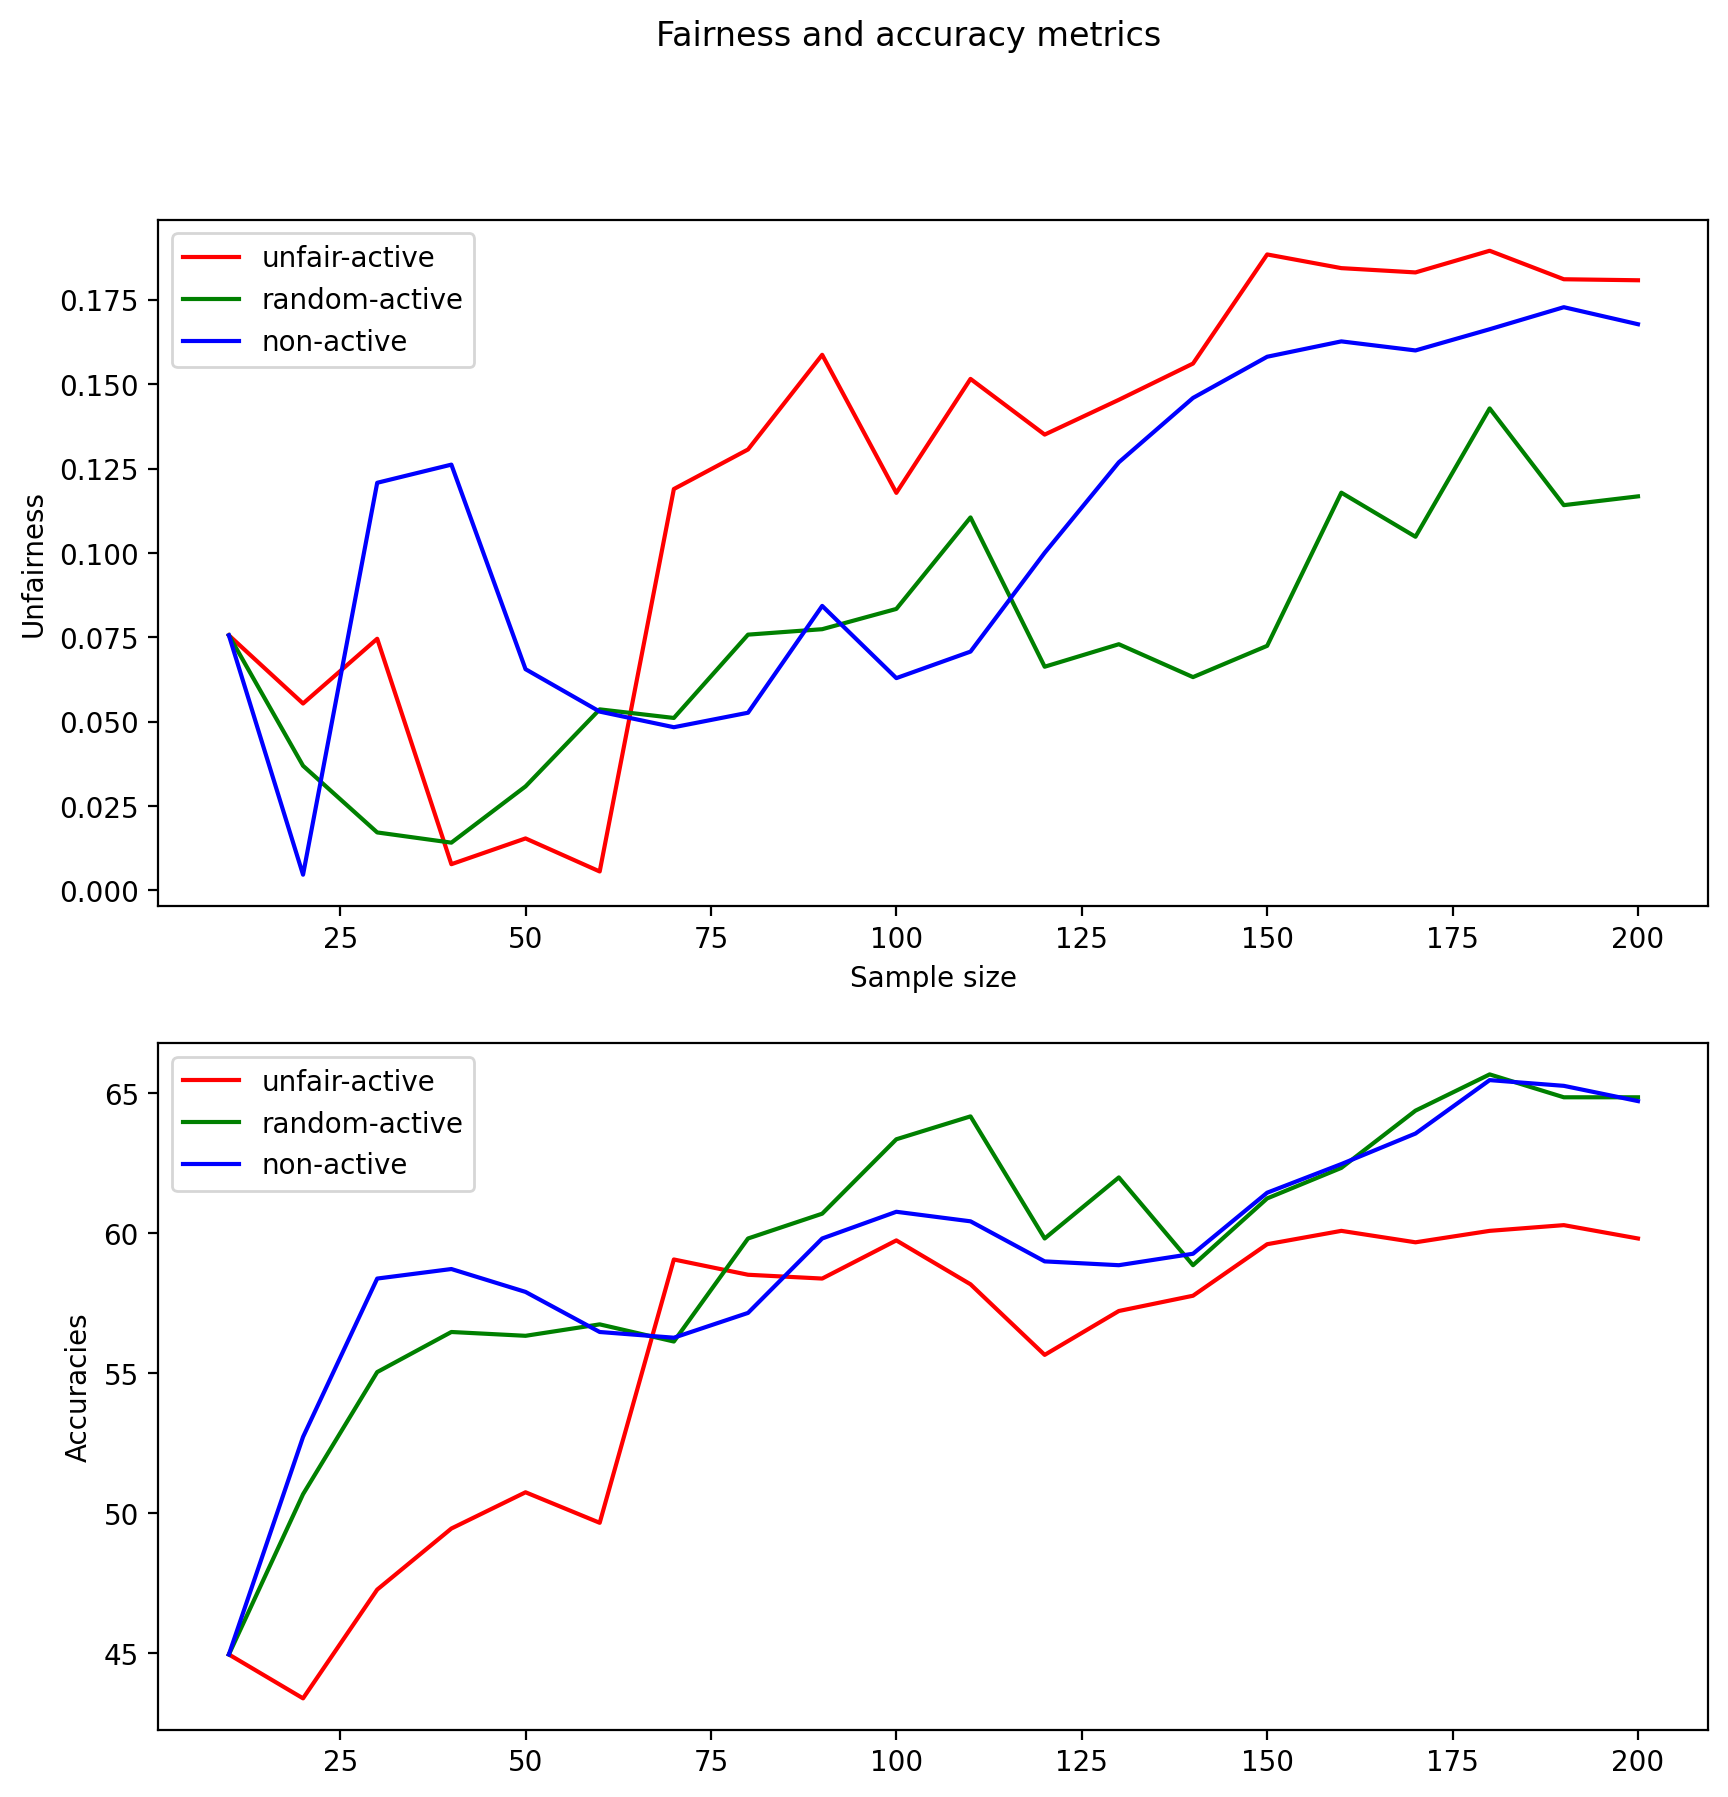 Fairness and accuracy metrics
unfair-active
random-active
non-active
Unfairness
0.175
0.150
0.125
0.100
0.075
0.050
0.025
0.000
25 50 75 100 125 150 175 200
Sample size
unfair-active
random-active
non-active
Accuracies
65
60
55
50
45
25 50 75 100 125 150 175 200